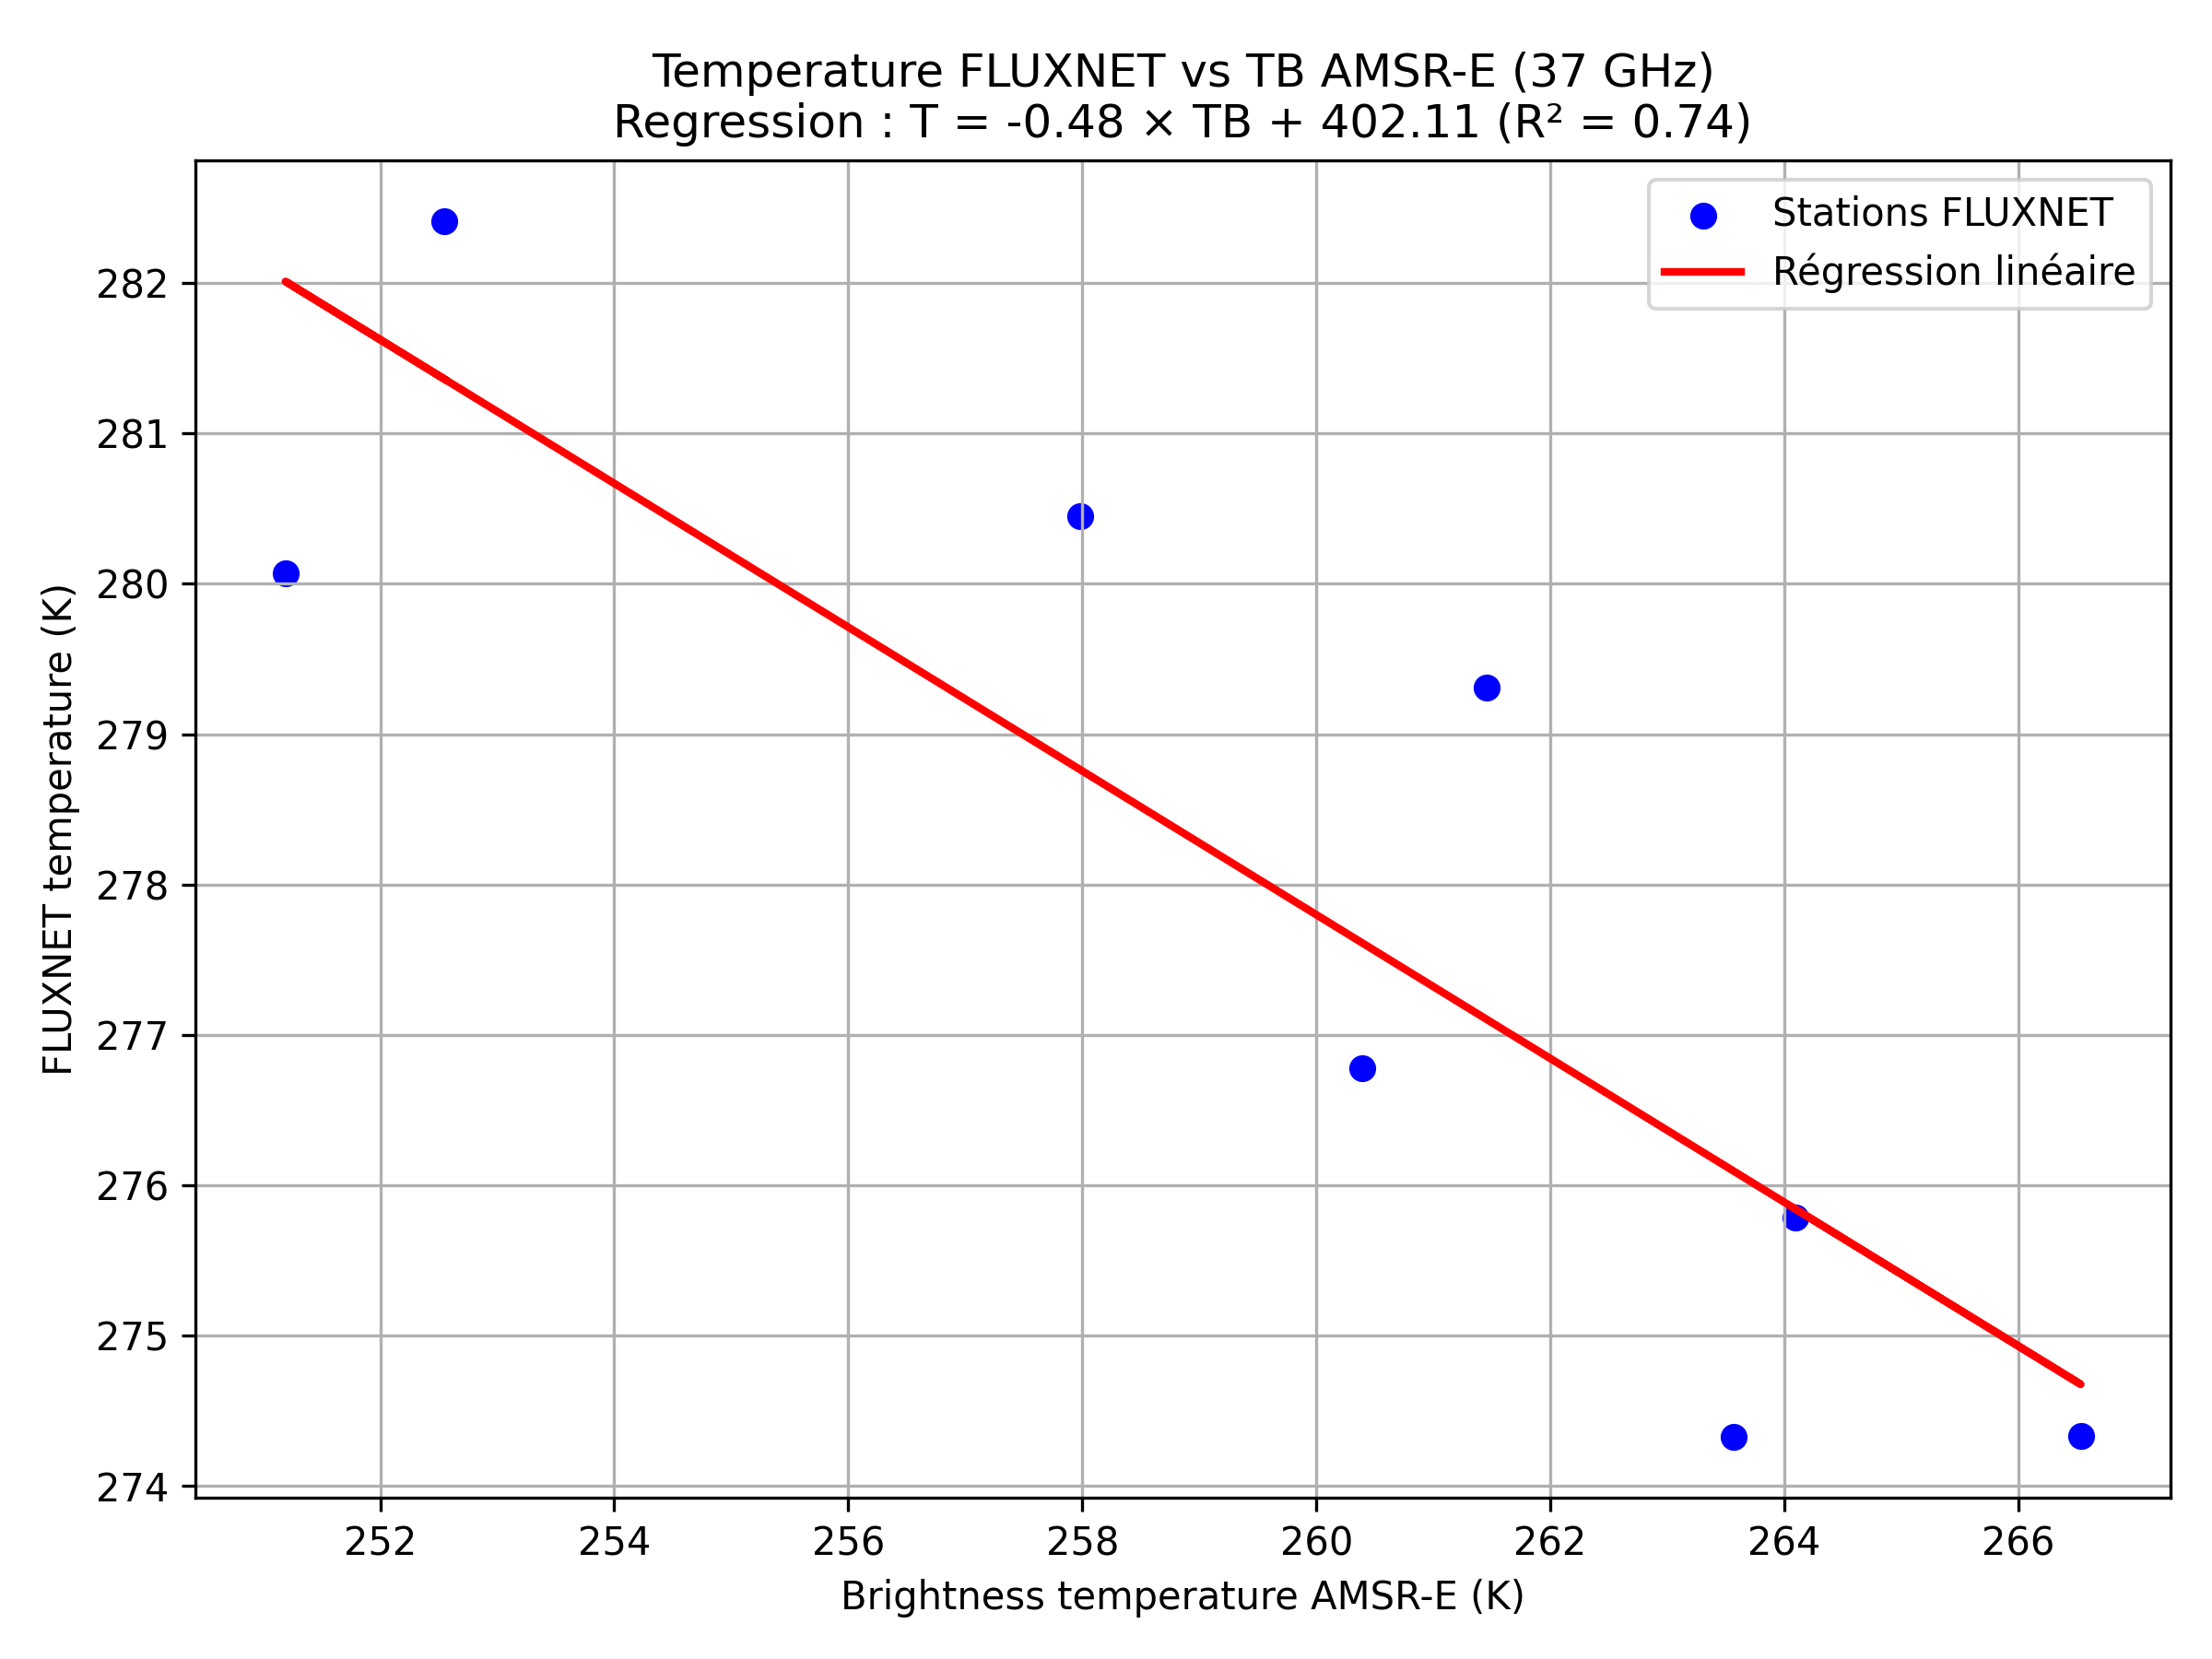 Temperature FLUXNET vs TB AMSR-E (37 GHz)
Regression : T = -0.48 × TB + 402.11 (R² = 0.74)
Stations FLUXNET
Régression linéaire
282
281
280
279
278
277
276
275
274
FLUXNET temperature (K)
252 254 256 258 260 262 264 266
Brightness temperature AMSR-E (K)